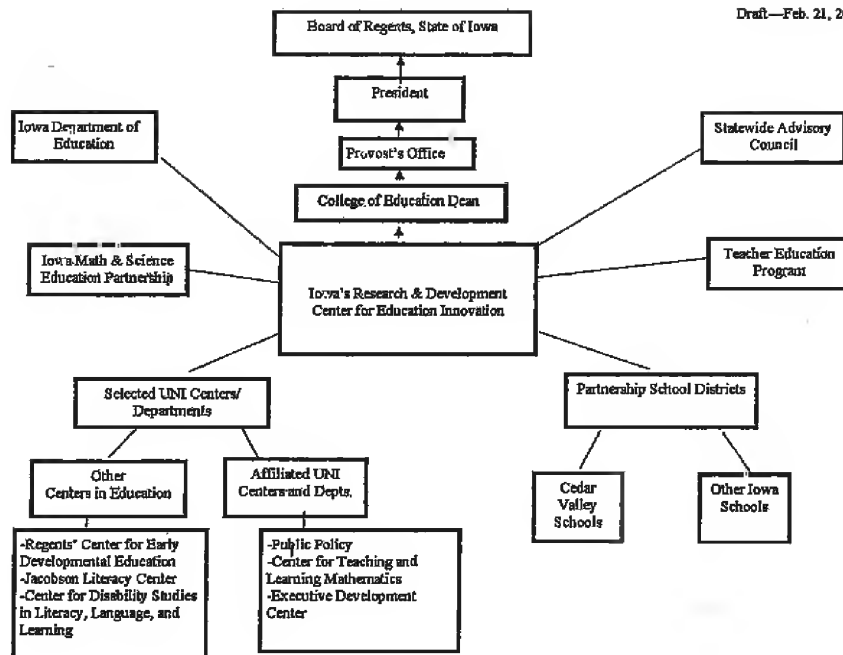 Draft—Feb. 21, 20
Board of Regents, State of Iowa
President
Provost's Office
College of Education Dean
Iowa Department of
Education
Statewide Advisory
Council
Iowa Math & Science
Education Partnership
Iowa's Research & Development
Center for Education Innovation
Teacher Education
Program
Selected UNI Centers/
Departments
Partnership School Districts
Other
Centers in Education
Affiliated UNI
Centers and Depts.
Cedar
Valley
Schools
Other Iowa
Schools
-Regents' Center for Early
Developmental Education
-Jacobson Literacy Center
-Center for Disability Studies
in Literacy, Language, and
Learning
-Public Policy
-Center for Teaching and
Learning Mathematics
-Executive Development
Center